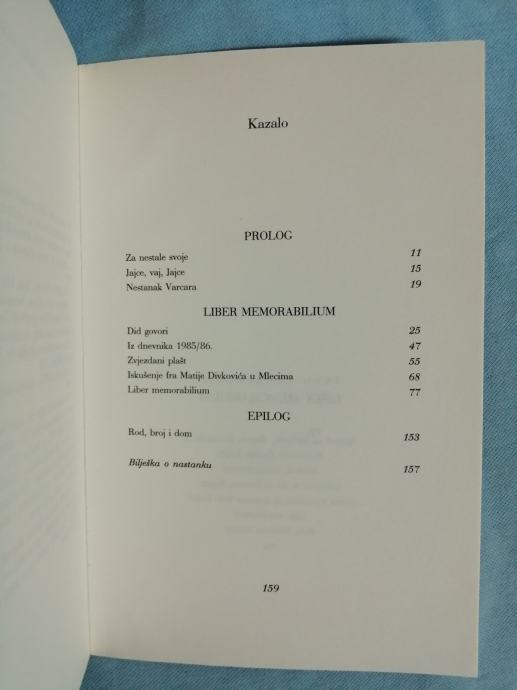 Kazalo
PROLOG
Za nestale svoje 11
Jajce, vaj, Jajce 15
Nestanak Varcara 19
LIBER MEMORABILIUM
Did govori 25
Iz dnevnika 1985/86. 47
Zvjezdani plašt 55
Iskušenje fra Matije Divkovića u Mlecima 68
Liber memorabilium 77
EPILOG
Rod, broj i dom 153
Bilješka o nastanku 157
159